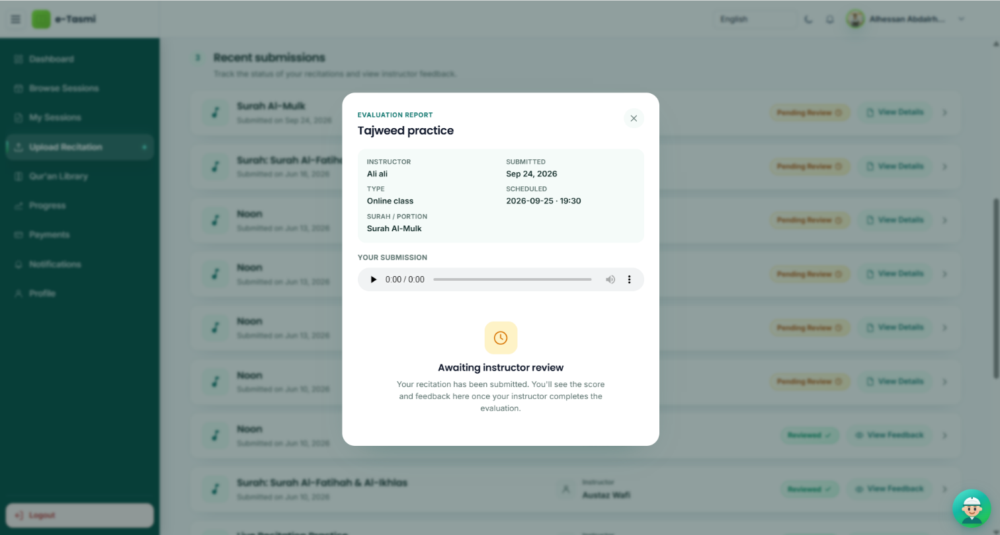 e-Tasmi
English
Alhessan Abdalrh...
Dashboard
Browse Sessions
My Sessions
Upload Recitation
Qur'an Library
Progress
Payments
Notifications
Profile
Logout
3
Recent submissions
Track the status of your recitations and view instructor feedback.
Surah Al-Mulk
Submitted on Sep 24, 2026
Pending Review
View Details
Surah: Surah Al-Fatiha
Submitted on Jun 16, 2026
Pending Review
View Details
Noon
Submitted on Jun 13, 2026
Pending Review
View Details
Noon
Submitted on Jun 13, 2026
Pending Review
View Details
Noon
Submitted on Jun 13, 2026
Pending Review
View Details
Noon
Submitted on Jun 10, 2026
Pending Review
View Details
Noon
Submitted on Jun 10, 2026
Reviewed
View Feedback
Surah: Surah Al-Fatihah & Al-Ikhlas
Submitted on Jun 10, 2026
Instructor
Austaz Wafi
Reviewed
View Feedback
Live Recitation Practice
EVALUATION REPORT
Tajweed practice
INSTRUCTOR
Ali ali
SUBMITTED
Sep 24, 2026
TYPE
Online class
SCHEDULED
2026-09-25 · 19:30
SURAH / PORTION
Surah Al-Mulk
YOUR SUBMISSION
0:00 / 0:00
Awaiting instructor review
Your recitation has been submitted. You'll see the score
and feedback here once your instructor completes the
evaluation.